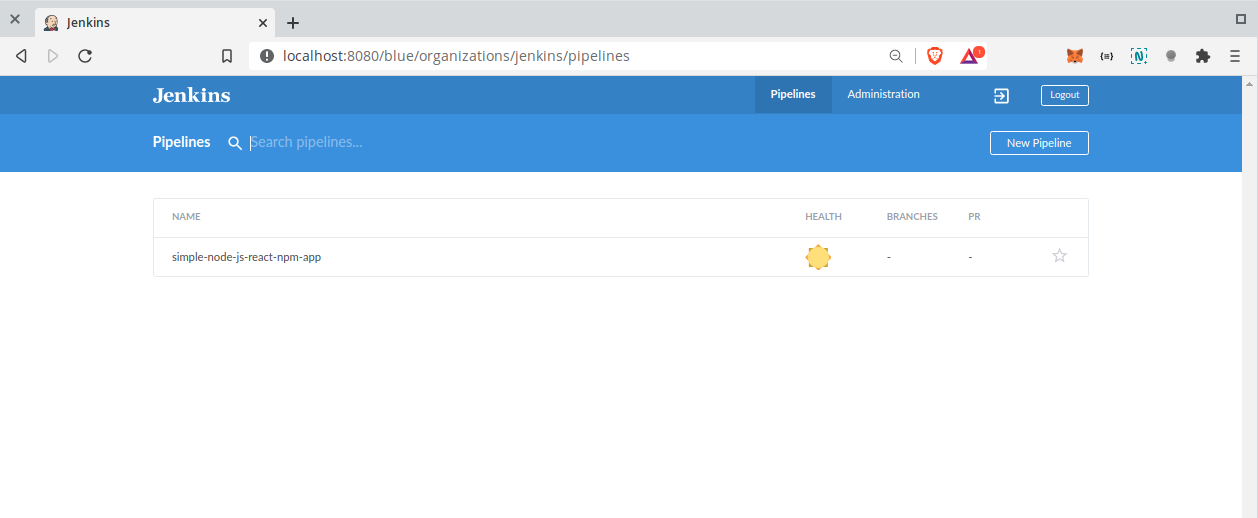 Jenkins
localhost:8080/blue/organizations/jenkins/pipelines
Jenkins
Pipelines Administration Logout
Pipelines Search pipelines... New Pipeline
NAME HEALTH BRANCHES PR
simple-node-js-react-npm-app - -